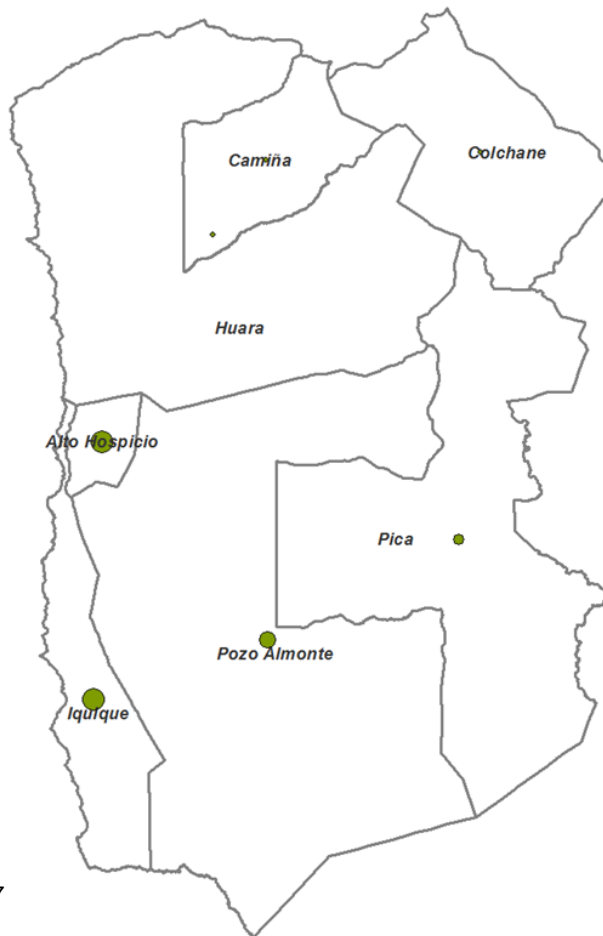 Camiña
Colchane
Huara
Alto Hospicio
Pica
Pozo Almonte
Iquique